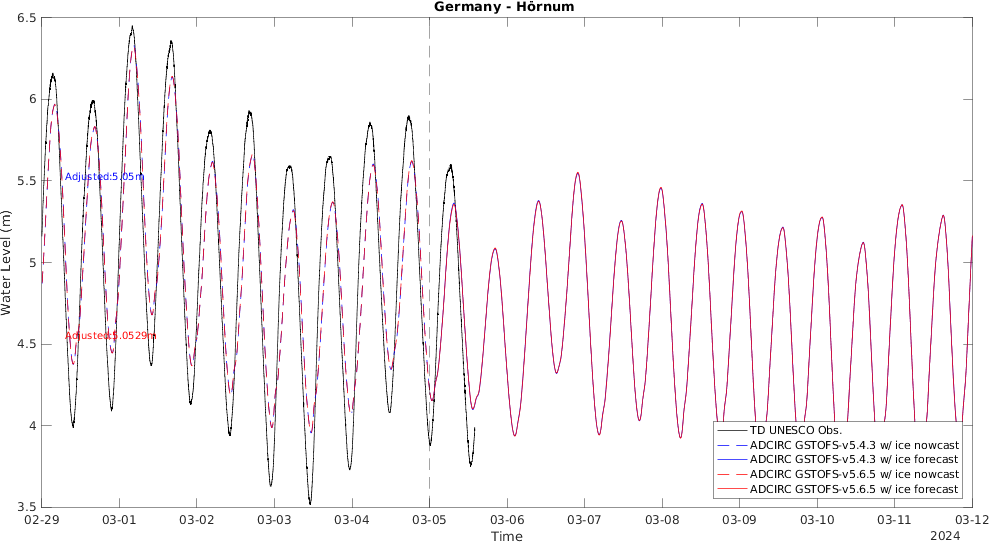 Germany - Hörnum
6.5
6
5.5
5
4.5
4
3.5
Water Level (m)
Adjusted:5.05m
Adjusted:5.0529m
TD UNESCO Obs.
ADCIRC GSTOFS-v5.4.3 w/ ice nowcast
ADCIRC GSTOFS-v5.4.3 w/ ice forecast
ADCIRC GSTOFS-v5.6.5 w/ ice nowcast
ADCIRC GSTOFS-v5.6.5 w/ ice forecast
02-29 03-01 03-02 03-03 03-04 03-05 03-06 03-07 03-08 03-09 03-10 03-11 03-12
Time
2024